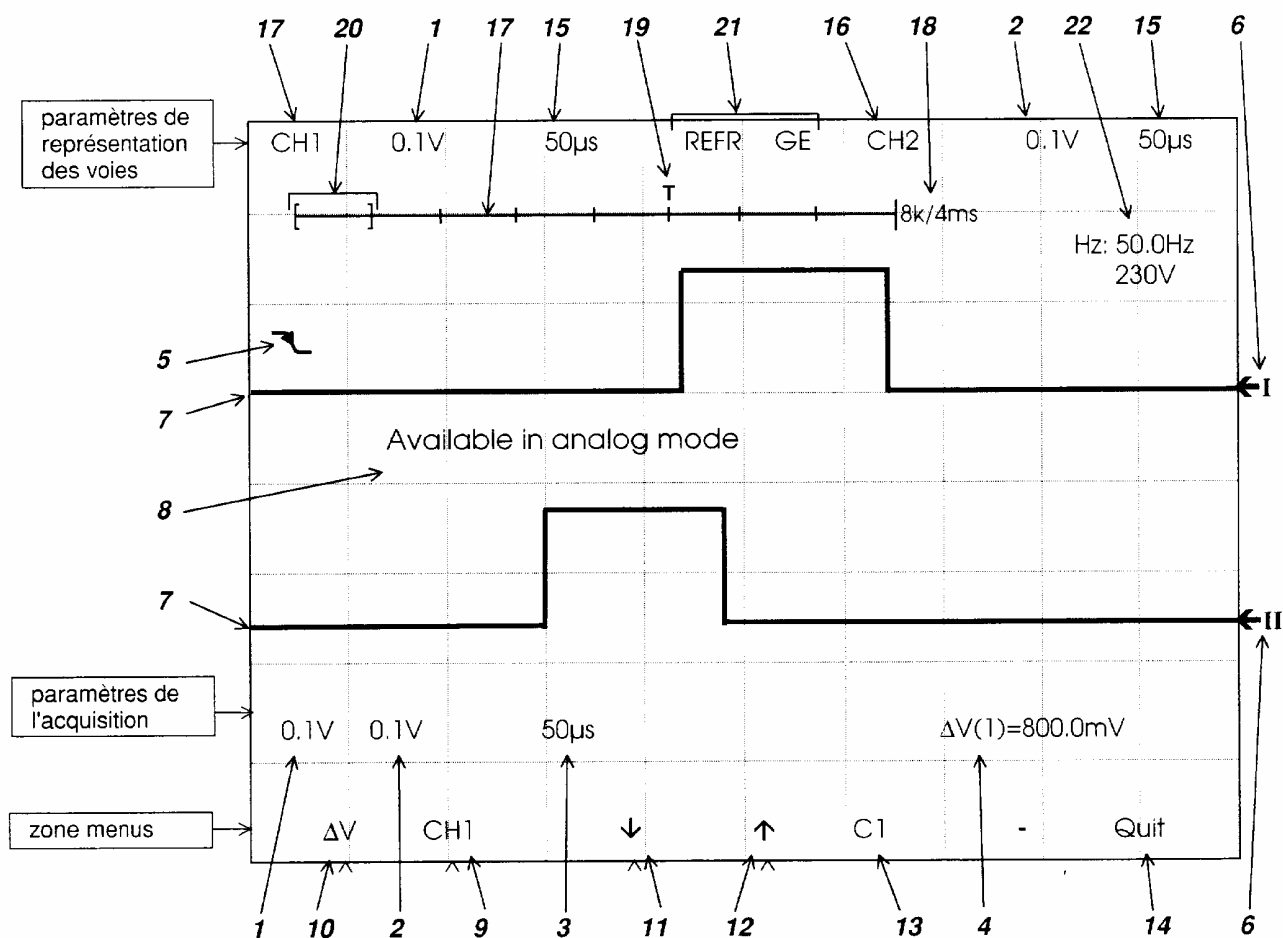 17 20 1 17 15 19 21 16 18 2 22 15 6
paramètres de
représentation
des voies
CH1 0.1V 50µs REFR GE CH2 0.1V 50µs
T
[ ] 8k/4ms
Hz: 50.0Hz
230V
5
←I
7
Available in analog mode
8
7
←II
paramètres de
l'acquisition
0.1V 0.1V 50µs ΔV(1)=800.0mV
zone menus
ΔV CH1 ↓ ↑ C1 - Quit
1 10 2 9 3 11 12 13 4 14 6